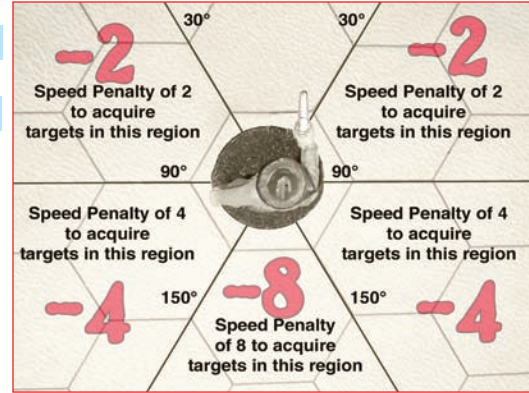 30°
30°
-2
-2
Speed Penalty of 2
to acquire
targets in this region
Speed Penalty of 2
to acquire
targets in this region
90°
90°
Speed Penalty of 4
to acquire
targets in this region
Speed Penalty of 4
to acquire
targets in this region
-4
150°
-8
150°
-4
Speed Penalty
of 8 to acquire
targets in this region